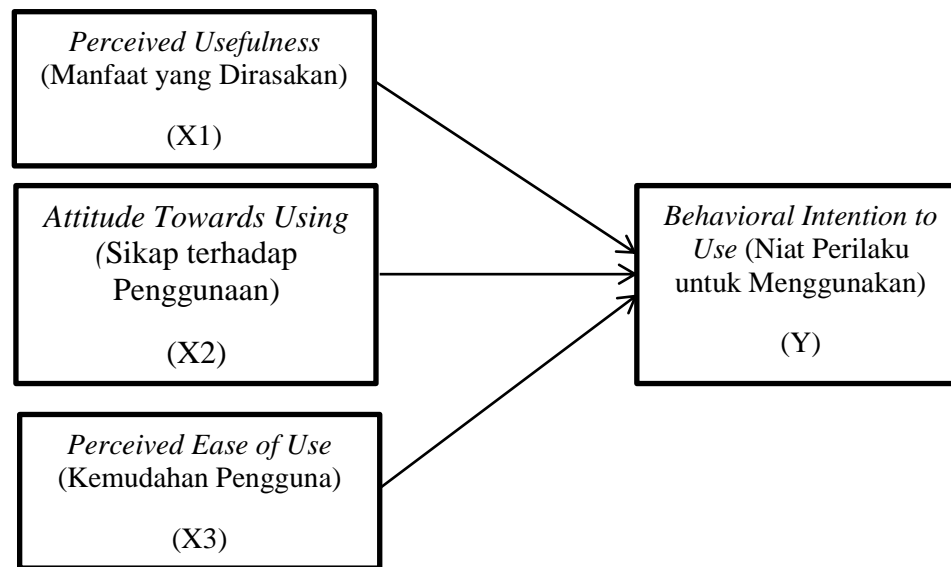 Perceived Usefulness
(Manfaat yang Dirasakan)
(X1)
Attitude Towards Using
(Sikap terhadap
Penggunaan)
(X2)
Perceived Ease of Use
(Kemudahan Pengguna)
(X3)
Behavioral Intention to
Use (Niat Perilaku
untuk Menggunakan)
(Y)